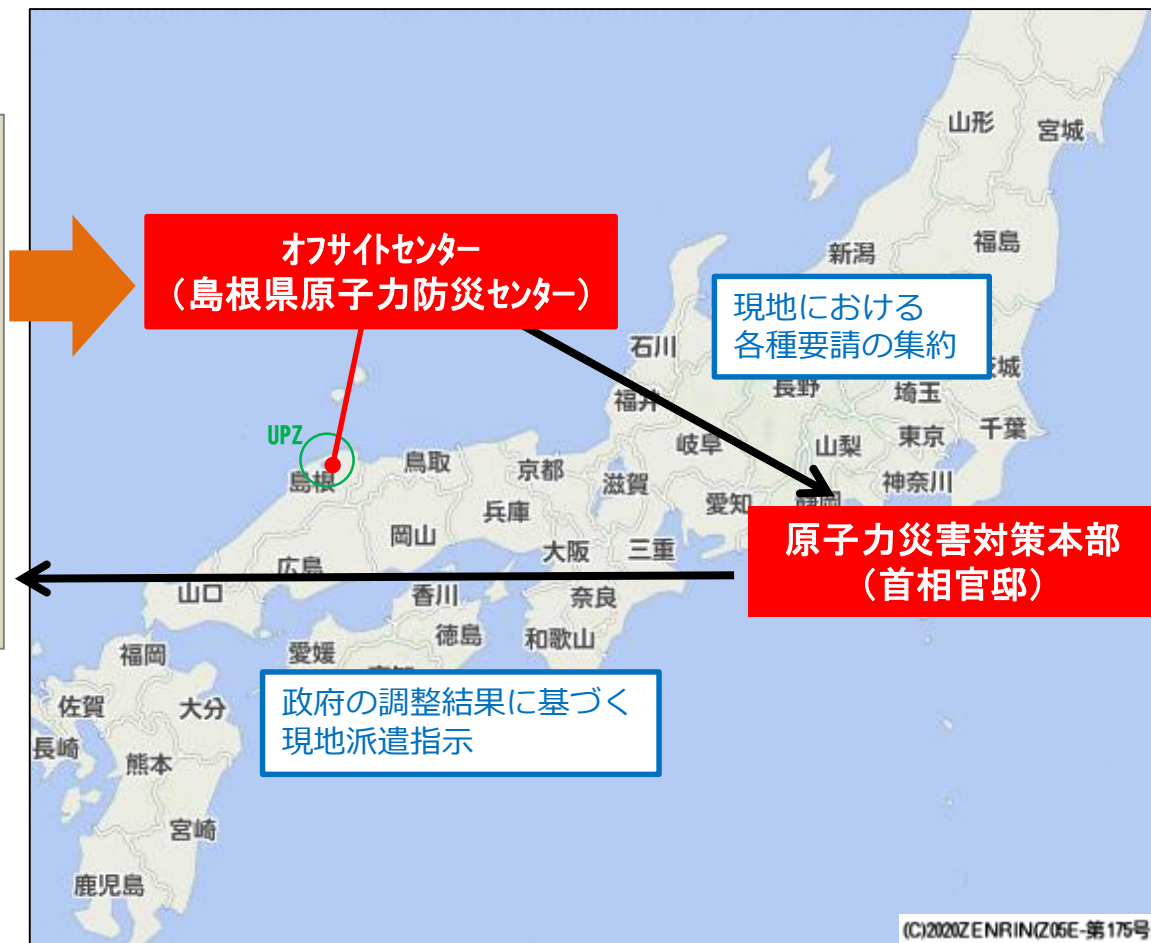 山形
宮城
オフサイトセンター
（島根県原子力防災センター）
新潟
福島
現地における
各種要請の集約
石川
福井
長野
茨城
埼玉
岐阜
山梨
東京
千葉
UPZ
島根
鳥取
京都
滋賀
愛知
静岡
神奈川
兵庫
岡山
大阪
三重
原子力災害対策本部
（首相官邸）
広島
山口
香川
奈良
徳島
和歌山
福岡
愛媛
政府の調整結果に基づく
現地派遣指示
佐賀
大分
長崎
熊本
宮崎
鹿児島
(C)2020ZENRIN(Z05E-第175号